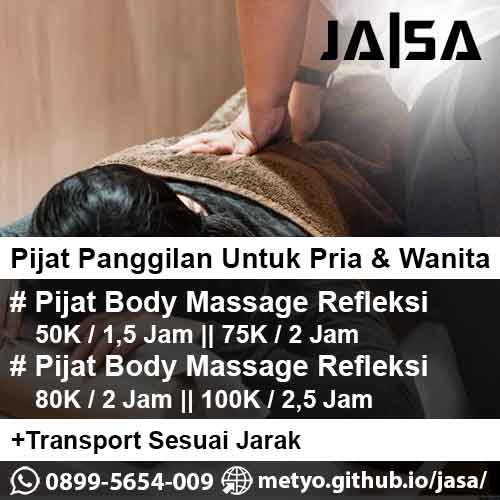 JA|SA
Pijat Panggilan Untuk Pria & Wanita
# Pijat Body Massage Refleksi
50K / 1,5 Jam || 75K / 2 Jam
# Pijat Body Massage Refleksi
80K / 2 Jam || 100K / 2,5 Jam
+Transport Sesuai Jarak
0899-5654-009 metyo.github.io/jasa/